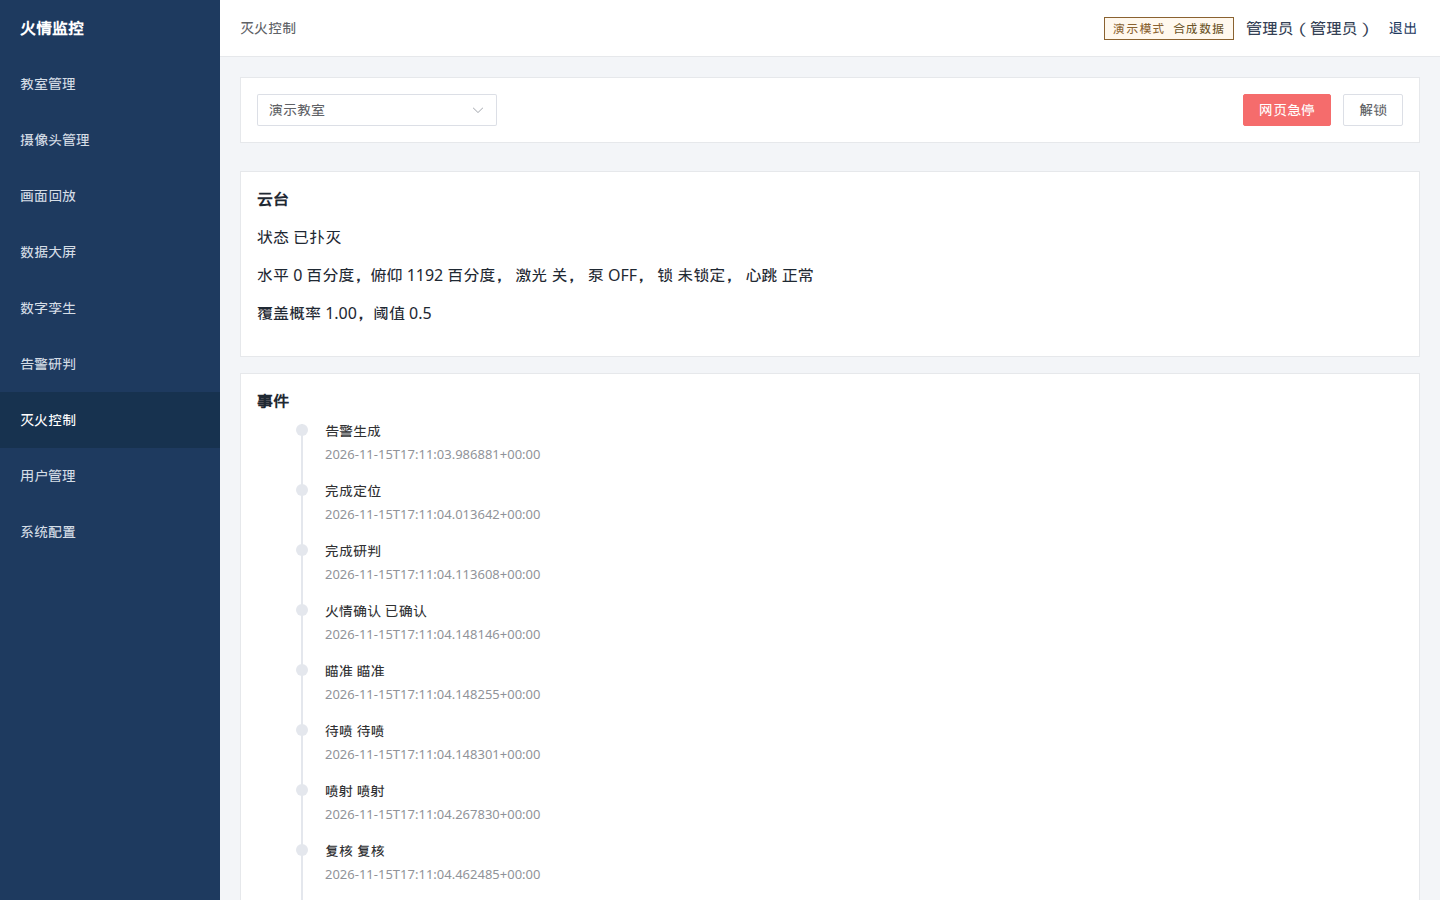 火情监控
教室管理
摄像头管理
画面回放
数据大屏
数字孪生
告警研判
灭火控制
用户管理
系统配置
灭火控制
演示模式 合成数据
管理员（管理员）
退出
演示教室
网页急停
解锁
云台
状态 已扑灭
水平 0 百分度，俯仰 1192 百分度， 激光 关， 泵 OFF， 锁 未锁定， 心跳 正常
覆盖概率 1.00，阈值 0.5
事件
告警生成
2026-11-15T17:11:03.986881+00:00
完成定位
2026-11-15T17:11:04.013642+00:00
完成研判
2026-11-15T17:11:04.113608+00:00
火情确认 已确认
2026-11-15T17:11:04.148146+00:00
瞄准 瞄准
2026-11-15T17:11:04.148255+00:00
待喷 待喷
2026-11-15T17:11:04.148301+00:00
喷射 喷射
2026-11-15T17:11:04.267830+00:00
复核 复核
2026-11-15T17:11:04.462485+00:00